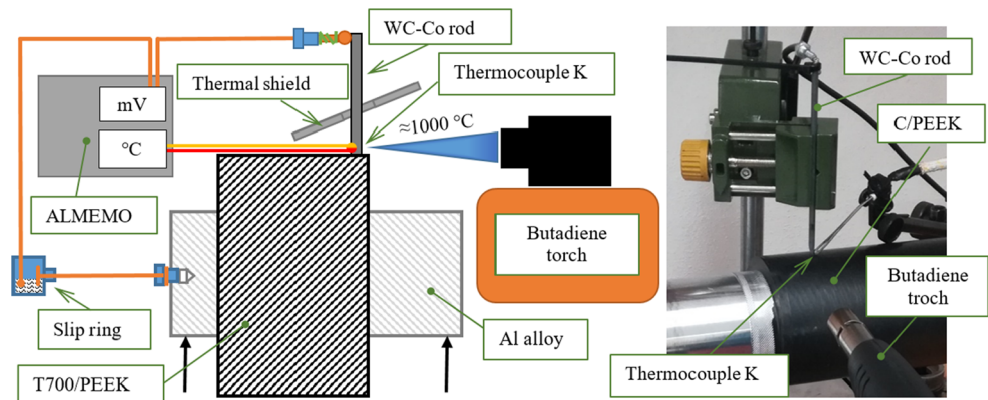 WC-Co rod
Thermocouple K
Thermal shield
mV
°C
≈1000 °C
ALMEMO
Butadiene
torch
Slip ring
Al alloy
T700/PEEK
WC-Co rod
C/PEEK
Butadiene
troch
Thermocouple K